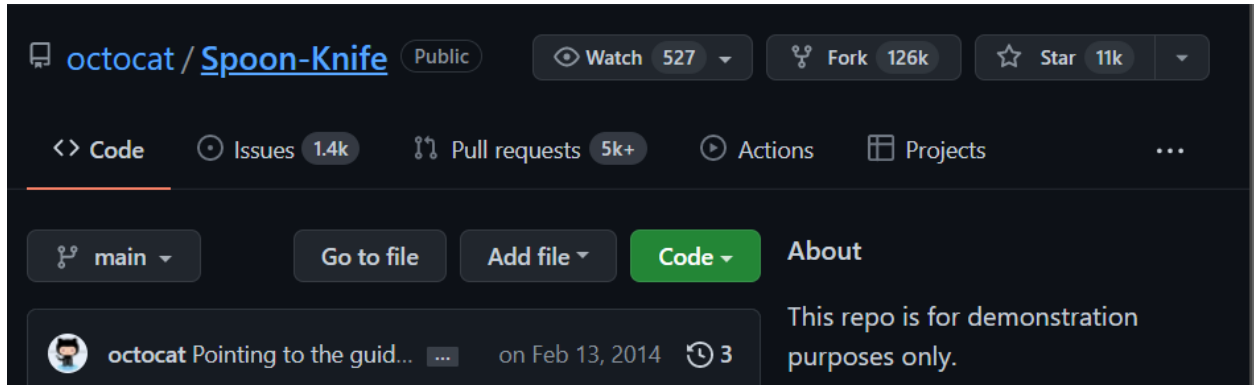 octocat / Spoon-Knife Public Watch 527 Fork 126k Star 11k
<> Code Issues 1.4k Pull requests 5k+ Actions Projects ...
main Go to file Add file Code About
This repo is for demonstration
octocat Pointing to the guid... ... on Feb 13, 2014 3 purposes only.